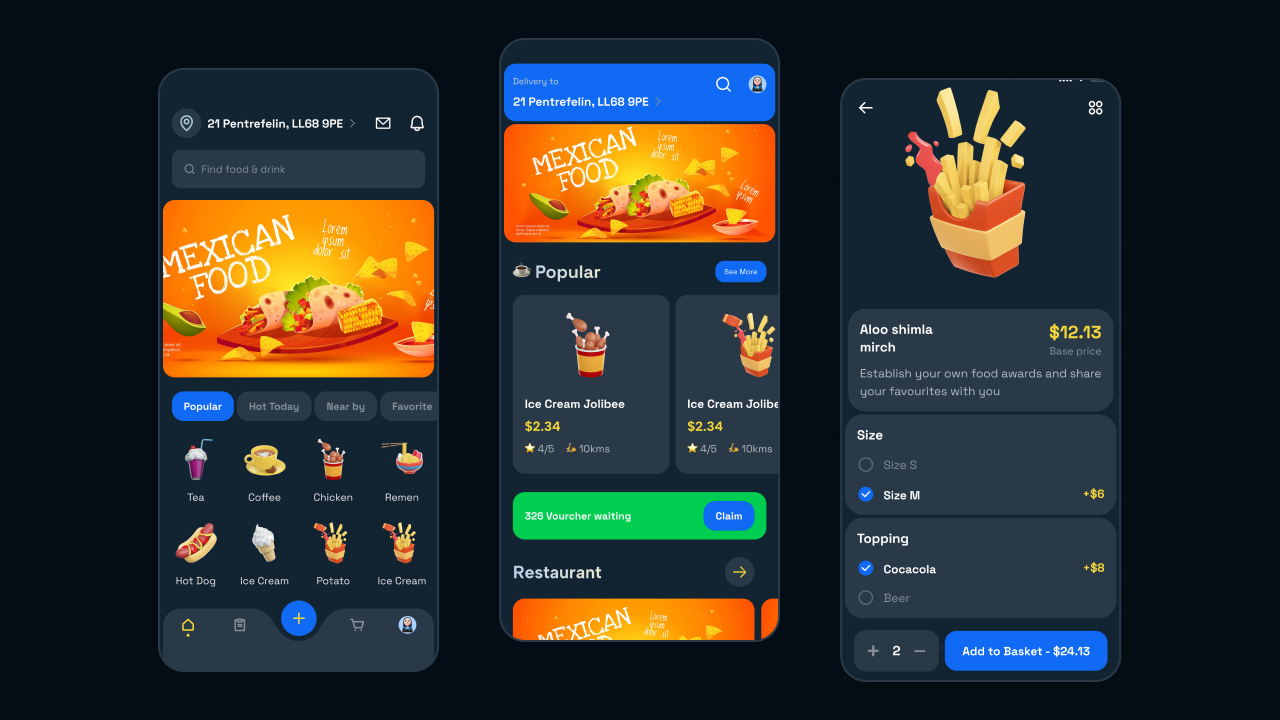 21 Pentrefelin, LL68 9PE
Find food & drink
MEXICAN
FOOD
Lorem
ipsum
dolor sit
Popular
Hot Today
Near by
Favorite
Tea
Coffee
Chicken
Remen
Hot Dog
Ice Cream
Potato
Ice Cream
Delivery to
21 Pentrefelin, LL68 9PE
MEXICAN
FOOD
Lorem
ipsum
dolor sit
Lorem
ipsum
Popular
See More
Ice Cream Jolibee
$2.34
4/5
10kms
Ice Cream Jolibe
$2.34
4/5
10kms
326 Vourcher waiting
Claim
Restaurant
MEXICAN
Lorem
ipsum
dolor sit
Aloo shimla
mirch
$12.13
Base price
Establish your own food awards and share
your favourites with you
Size
Size S
Size M
+$6
Topping
Cocacola
+$8
Beer
+ 2 −
Add to Basket - $24.13